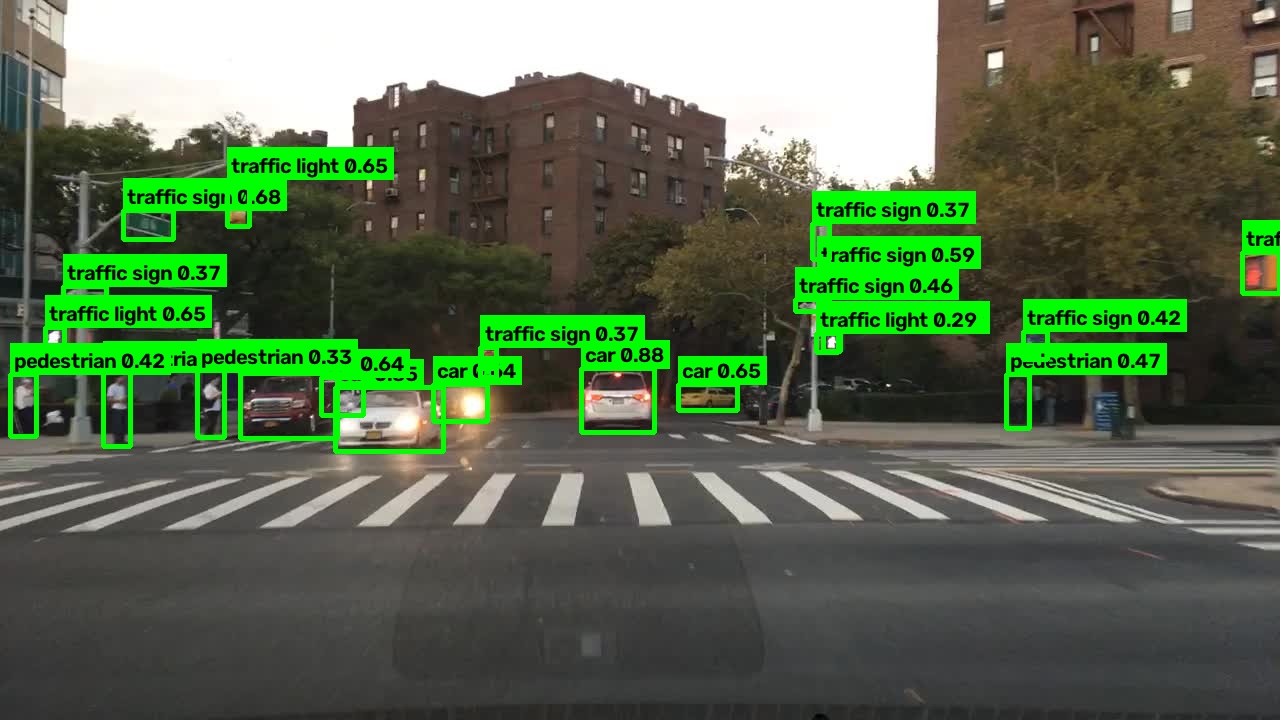 traffic light 0.65
traffic sign 0.68
traffic sign 0.37
traffic sign 0.59
traffic sign 0.37
traffic sign 0.46
traffic light 0.65
traffic light 0.29
traffic sign 0.42
traffic sign 0.37
pedestrian 0.42
pedestrian 0.33
0.64
car 0.88
car 0.65
pedestrian 0.47